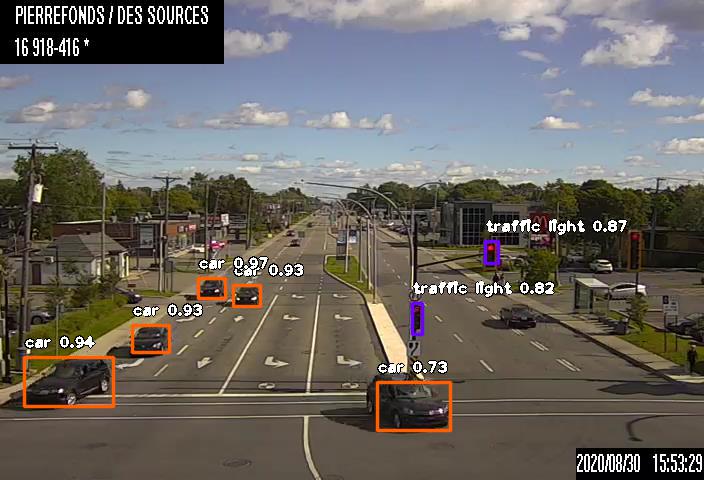 PIERREFONDS / DES SOURCES
16 918-416 *
traffic light 0.87
car 0.97
car 0.93
traffic light 0.82
car 0.93
car 0.94
car 0.73
2020/08/30 15:53:29